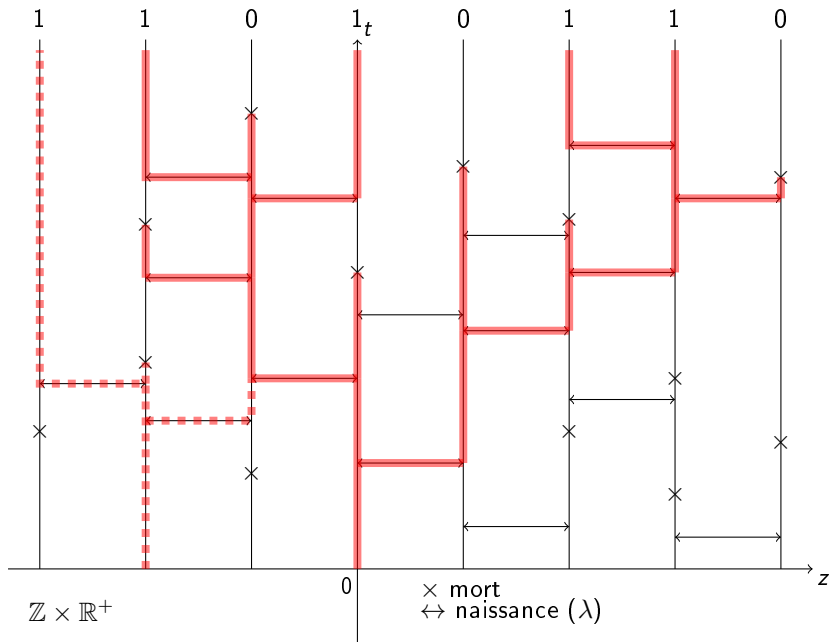 1 1 0 1 0 1 1 0
t
z
0
× mort
↔ naissance (λ)
ℤ × ℝ⁺